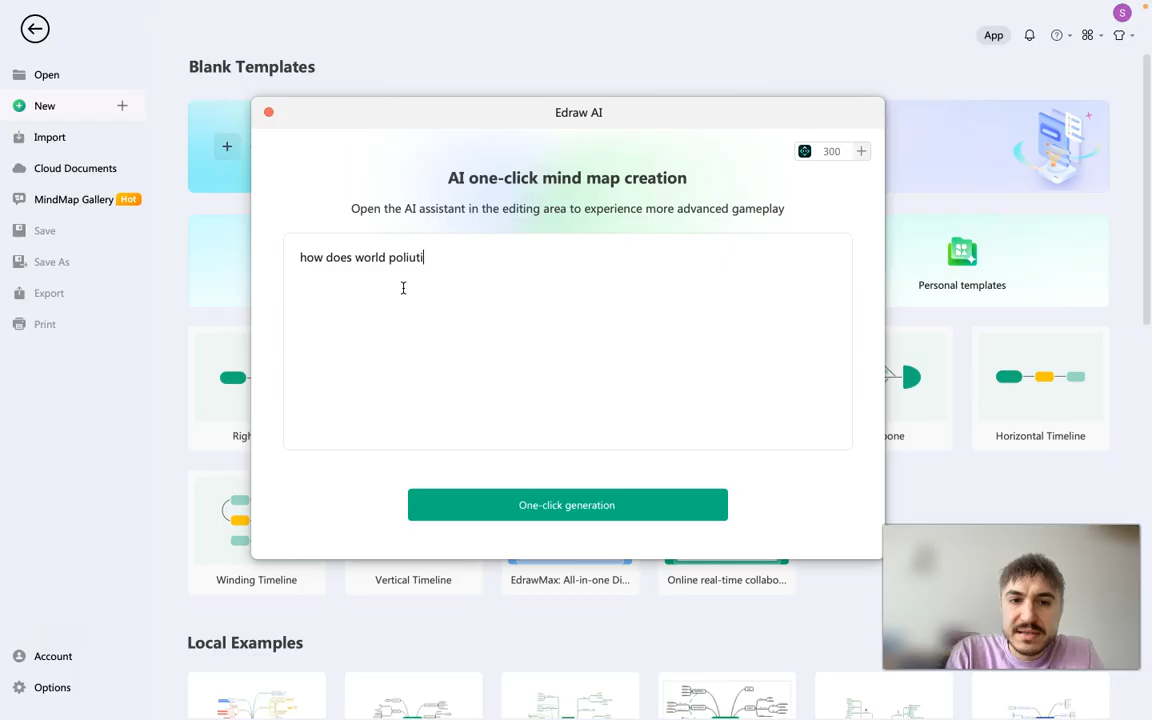 S
App
Blank Templates
Open
New
Import
Cloud Documents
MindMap Gallery Hot
Save
Save As
Export
Print
Account
Options
Edraw AI
300
AI one-click mind map creation
Open the AI assistant in the editing area to experience more advanced gameplay
how does world poliuti
One-click generation
Personal templates
Righ
bone
Horizontal Timeline
Winding Timeline
Vertical Timeline
EdrawMax: All-in-one Di...
Online real-time collabo...
Local Examples